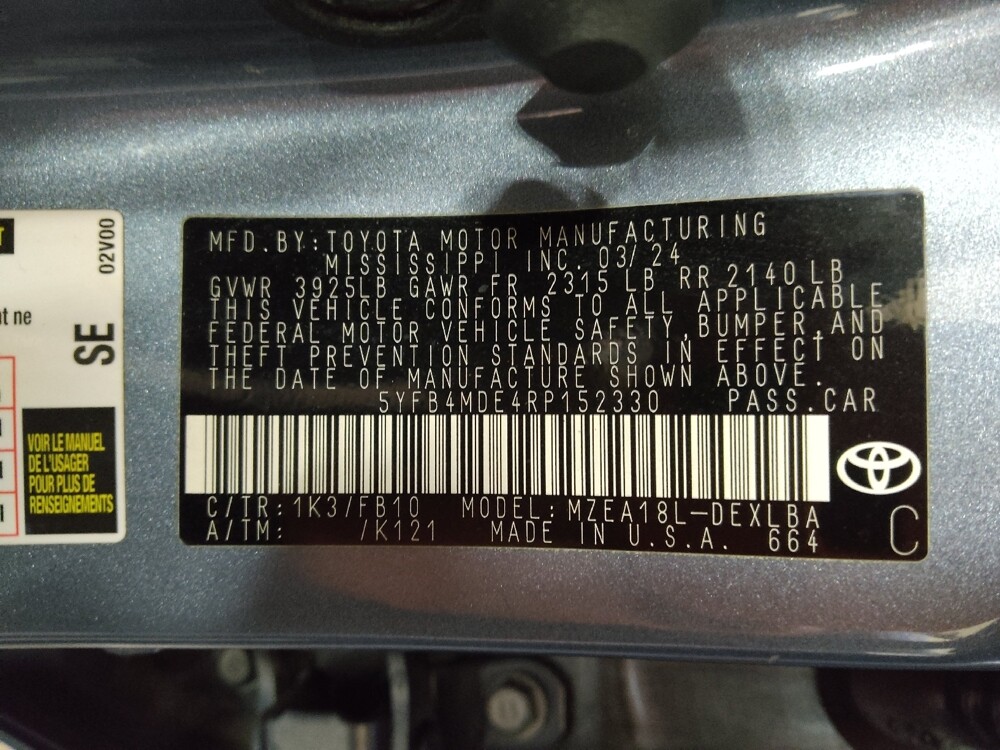 02V00
nt ne
SE
VOIR LE MANUEL
DE L'USAGER
POUR PLUS DE
RENSEIGNEMENTS
MFD.BY:TOYOTA MOTOR MANUFACTURING
MISSISSIPPI INC. 03/24
GVWR 3925LB GAWR FR 2315 LB RR 2140 LB
THIS VEHICLE CONFORMS TO ALL APPLICABLE
FEDERAL MOTOR VEHICLE SAFETY,BUMPER,AND
THEFT PREVENTION STANDARDS IN EFFECT ON
THE DATE OF MANUFACTURE SHOWN ABOVE.
5YFB4MDE4RP152330 PASS.CAR
C/TR:1K3/FB10 MODEL:MZEA18L-DEXLBA
A/TM: /K121 MADE IN U.S.A. 664
C